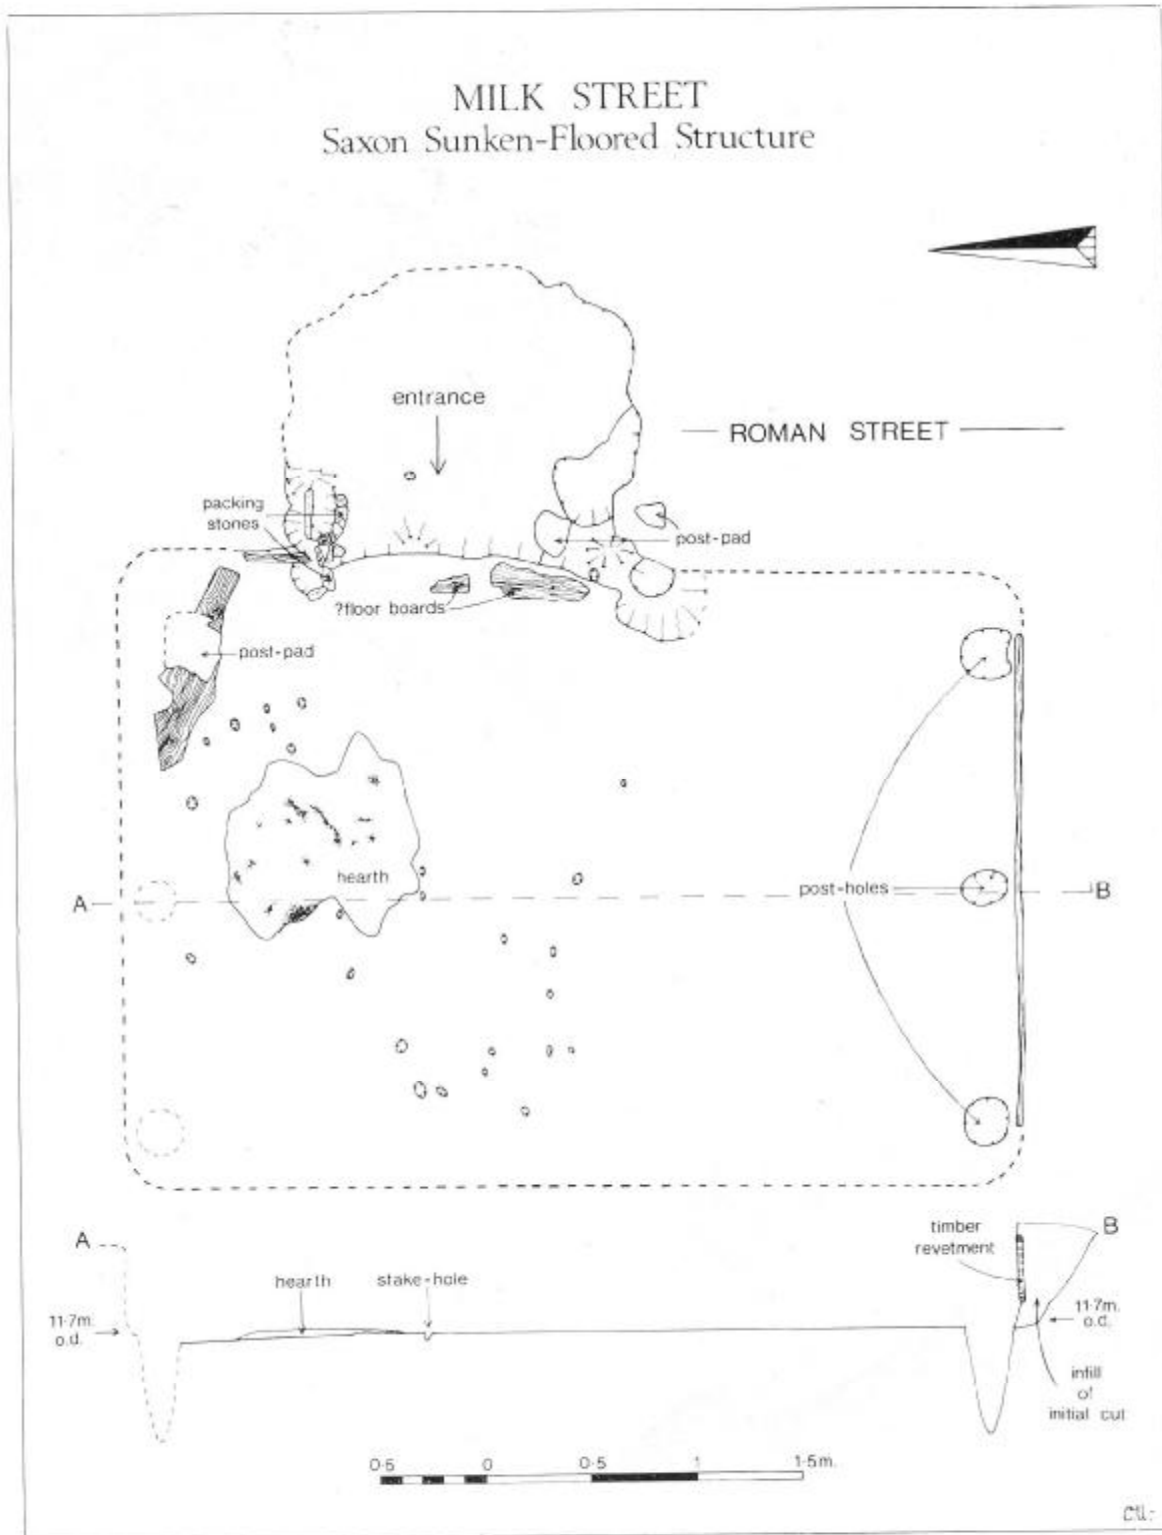 MILK STREET
Saxon Sunken-Floored Structure
entrance
ROMAN STREET
packing
stones
post-pad
?floor boards
post-pad
hearth
A
post-holes
B
A
timber
revetment
B
hearth
stake-hole
11·7m.
o.d.
11·7m.
o.d.
infill
of
initial cut
0·5 0 0·5 1 1·5m.